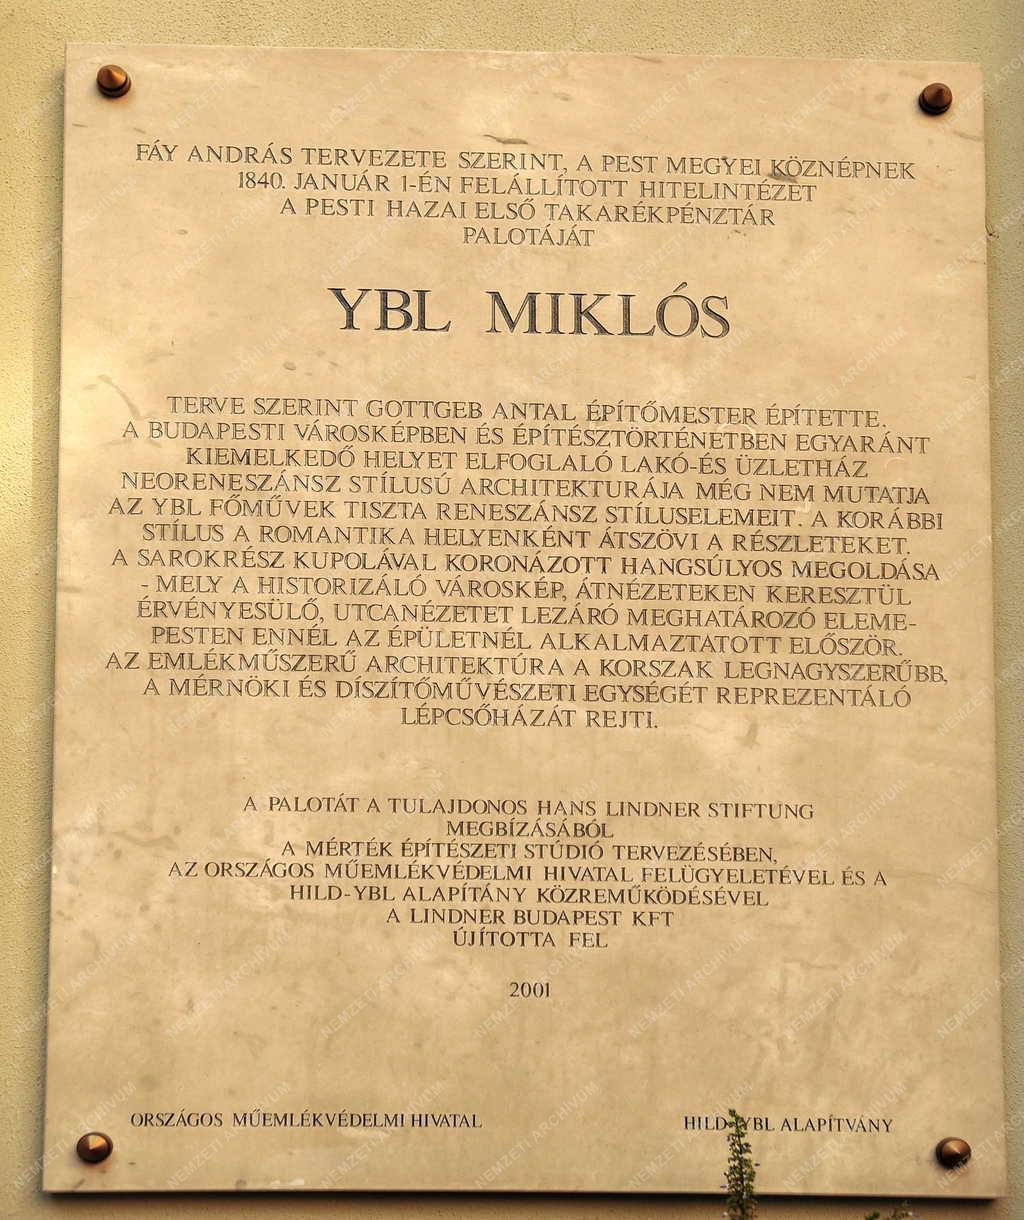 FÁY ANDRÁS TERVEZETE SZERINT, A PEST MEGYEI KÖZNÉPNEK
1840. JANUÁR 1-ÉN FELÁLLÍTOTT HITELINTÉZET
A PESTI HAZAI ELSŐ TAKARÉKPÉNZTÁR
PALOTÁJÁT
YBL MIKLÓS
TERVE SZERINT GOTTGEB ANTAL ÉPÍTŐMESTER ÉPÍTETTE.
A BUDAPESTI VÁROSKÉPBEN ÉS ÉPÍTÉSZTÖRTÉNETBEN EGYARÁNT
KIEMELKEDŐ HELYET ELFOGLALÓ LAKÓ-ÉS ÜZLETHÁZ
NEORENESZÁNSZ STÍLUSÚ ARCHITEKTURÁJA MÉG NEM MUTATJA
AZ YBL FŐMŰVEK TISZTA RENESZÁNSZ STÍLUSELEMEIT. A KORÁBBI
STÍLUS A ROMANTIKA HELYENKÉNT ÁTSZÖVI A RÉSZLETEKET.
A SAROKRÉSZ KUPOLÁVAL KORONÁZOTT HANGSÚLYOS MEGOLDÁSA
- MELY A HISTORIZÁLÓ VÁROSKÉP, ÁTNÉZETEKEN KERESZTÜL
ÉRVÉNYESÜLŐ, UTCANÉZETET LEZÁRÓ MEGHATÁROZÓ ELEME-
PESTEN ENNÉL AZ ÉPÜLETNÉL ALKALMAZTATOTT ELŐSZÖR.
AZ EMLÉKMŰSZERŰ ARCHITEKTÚRA A KORSZAK LEGNAGYSZERŰBB,
A MÉRNÖKI ÉS DÍSZÍTŐMŰVÉSZETI EGYSÉGÉT REPREZENTÁLÓ
LÉPCSŐHÁZÁT REJTI.
A PALOTÁT A TULAJDONOS HANS LINDNER STIFTUNG
MEGBÍZÁSÁBÓL
A MÉRTÉK ÉPÍTÉSZETI STÚDIÓ TERVEZÉSÉBEN,
AZ ORSZÁGOS MŰEMLÉKVÉDELMI HIVATAL FELÜGYELETÉVEL ÉS A
HILD-YBL ALAPÍTÁNY KÖZREMŰKÖDÉSÉVEL
A LINDNER BUDAPEST KFT
ÚJÍTOTTA FEL
2001
ORSZÁGOS MŰEMLÉKVÉDELMI HIVATAL
HILD-YBL ALAPÍTVÁNY
NEMZETI ARCHIVUM